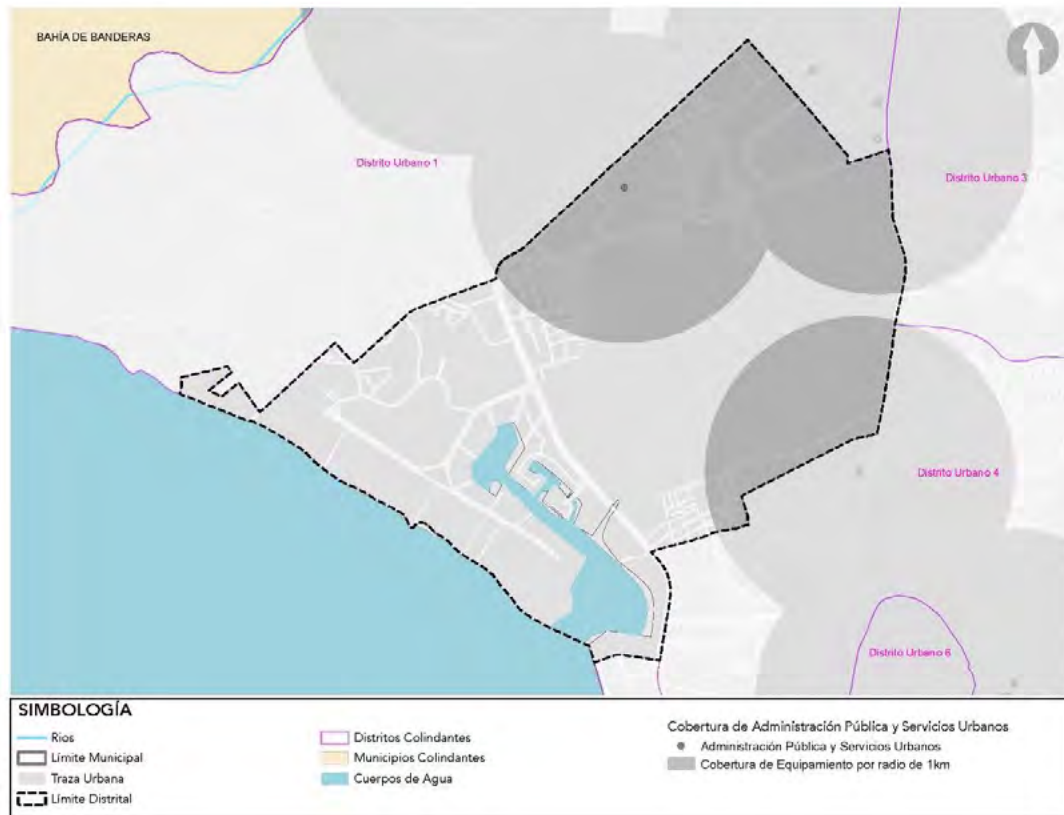 BAHÍA DE BANDERAS
Distrito Urbano 1
Distrito Urbano 3
Distrito Urbano 4
Distrito Urbano 6
SIMBOLOGÍA
Rios
Límite Municipal
Traza Urbana
Límite Distrital
Distritos Colindantes
Municipios Colindantes
Cuerpos de Agua
Cobertura de Administración Pública y Servicios Urbanos
Administración Pública y Servicios Urbanos
Cobertura de Equipamiento por radio de 1km